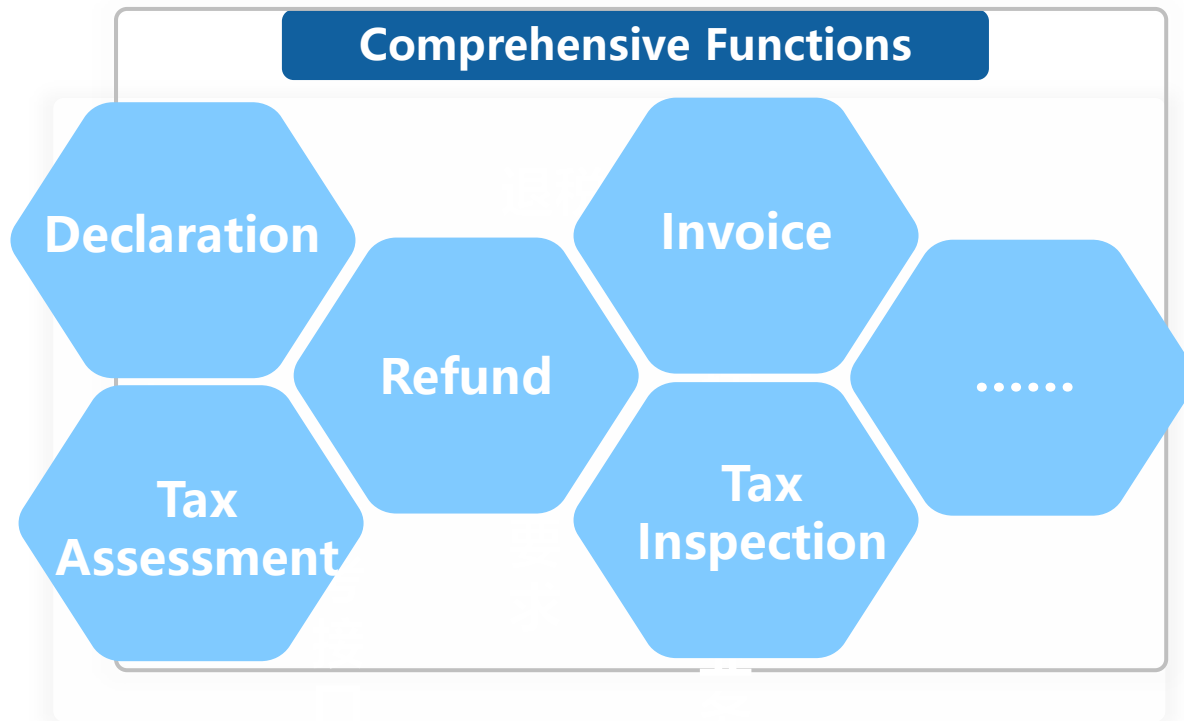 Comprehensive Functions
Declaration
Invoice
Refund
......
Tax
Assessment
Tax
Inspection